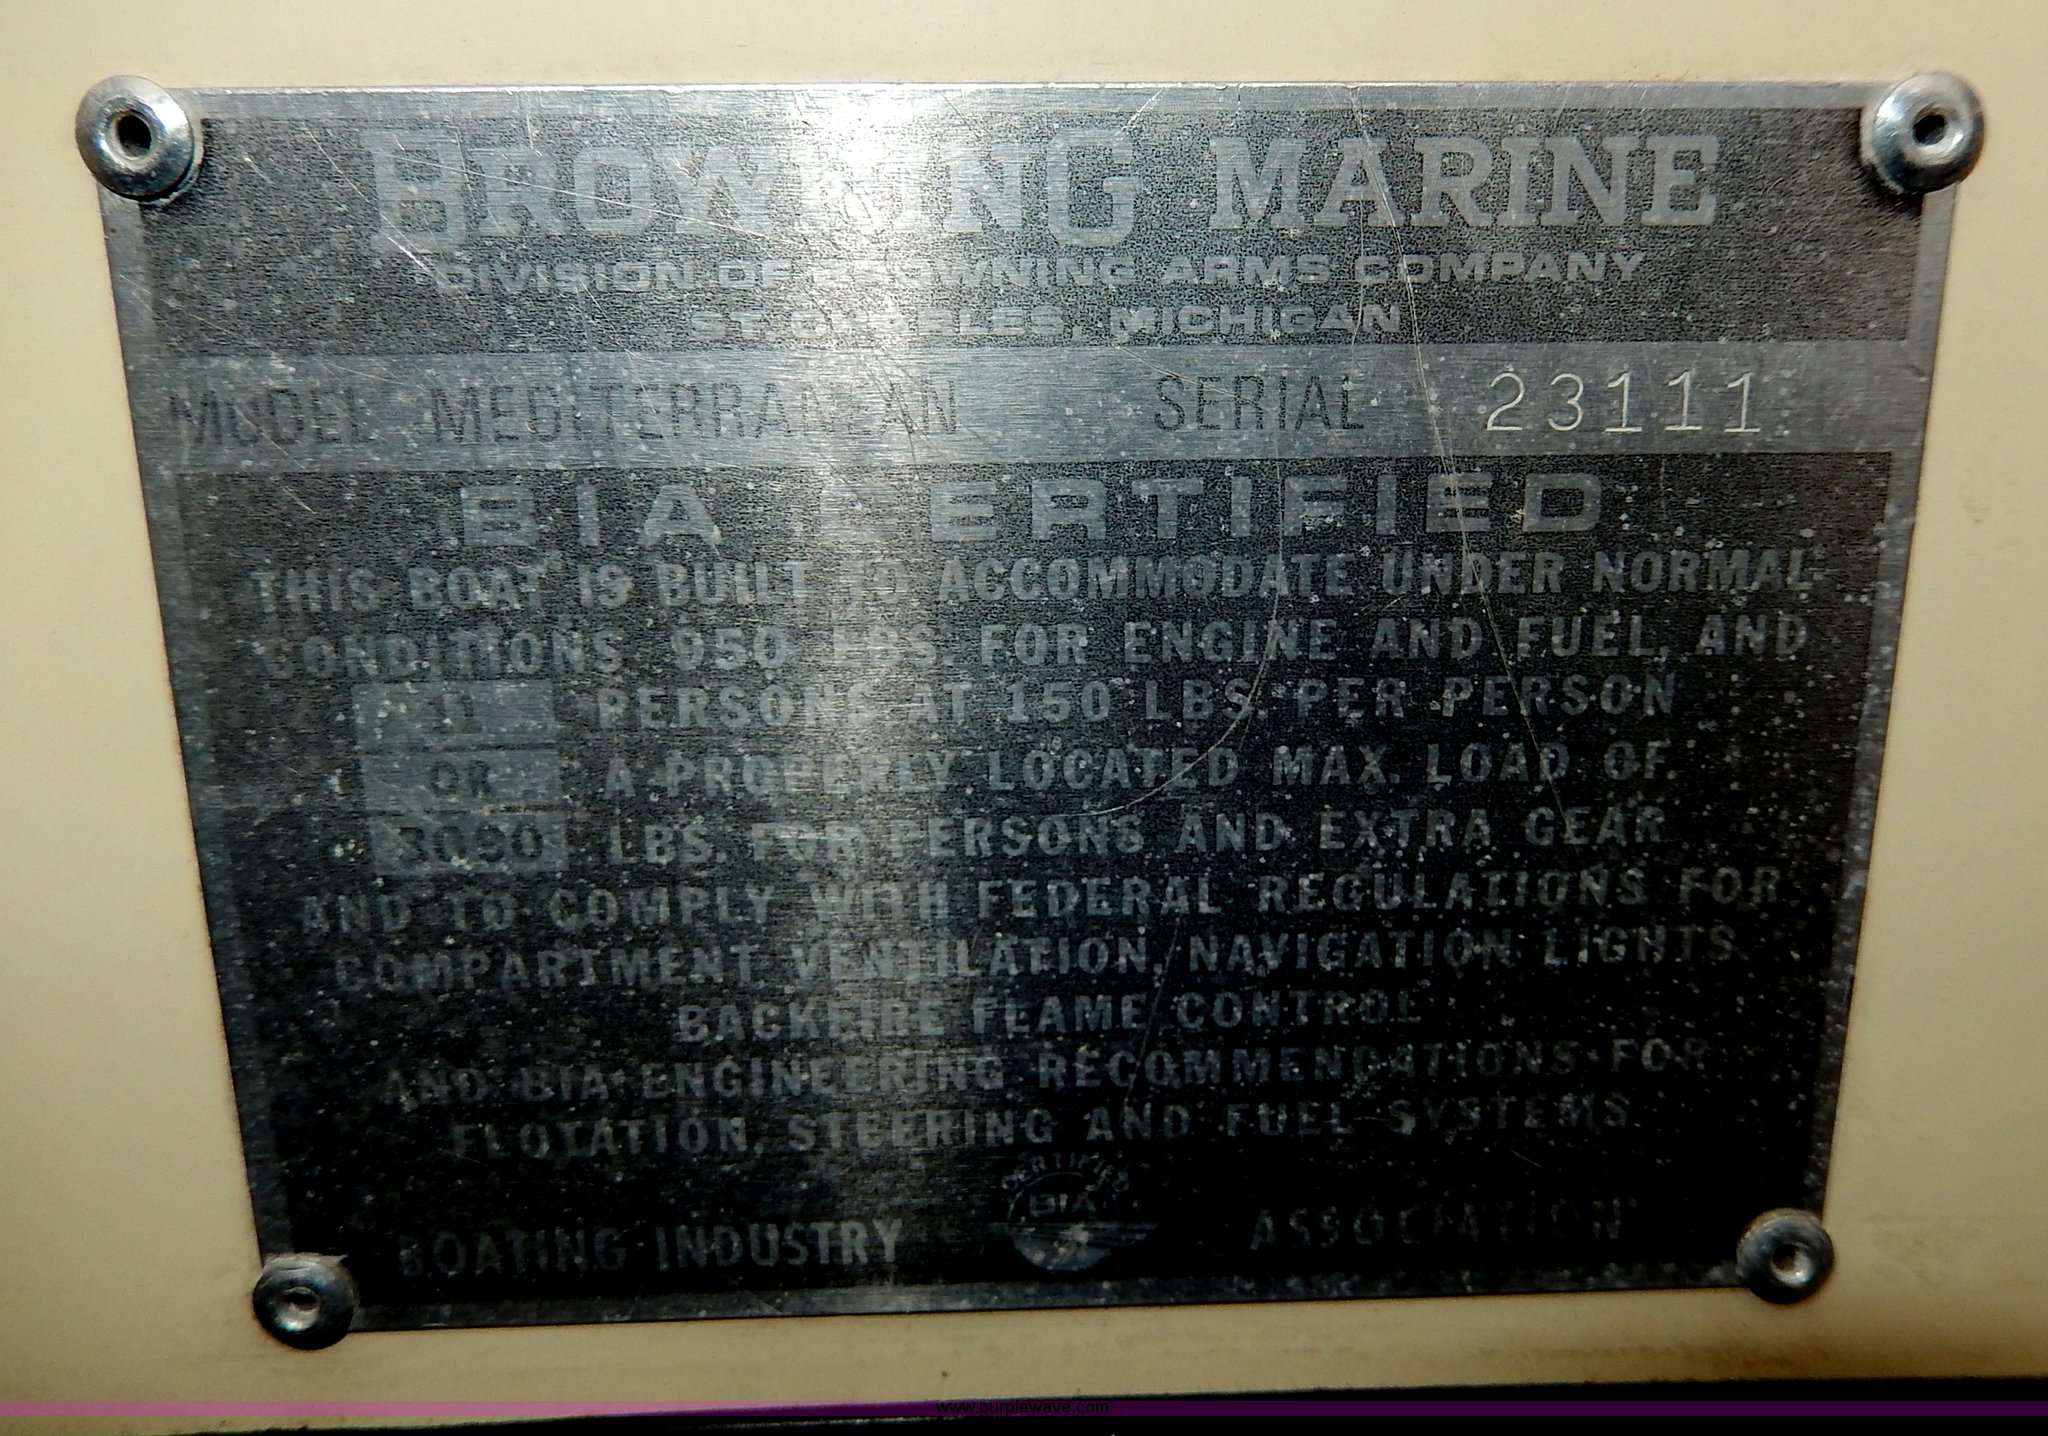 BROWNING MARINE
DIVISION OF BROWNING ARMS COMPANY
ST. CHARLES, MICHIGAN
MODEL MEDITERRANEAN SERIAL 23111
BIA CERTIFIED
THIS BOAT IS BUILT TO ACCOMMODATE UNDER NORMAL
CONDITIONS 950 LBS. FOR ENGINE AND FUEL, AND
11 PERSONS AT 150 LBS. PER PERSON
OR A PROPERLY LOCATED MAX. LOAD OF
LBS. FOR PERSONS AND EXTRA GEAR
AND TO COMPLY WITH FEDERAL REGULATIONS FOR
COMPARTMENT VENTILATION, NAVIGATION LIGHTS
BACKFIRE FLAME CONTROL
AND BIA ENGINEERING RECOMMENDATIONS FOR
FLOTATION, STEERING AND FUEL SYSTEMS
CERTIFIED
BIA
BOATING INDUSTRY ASSOCIATION
www.purplewave.com